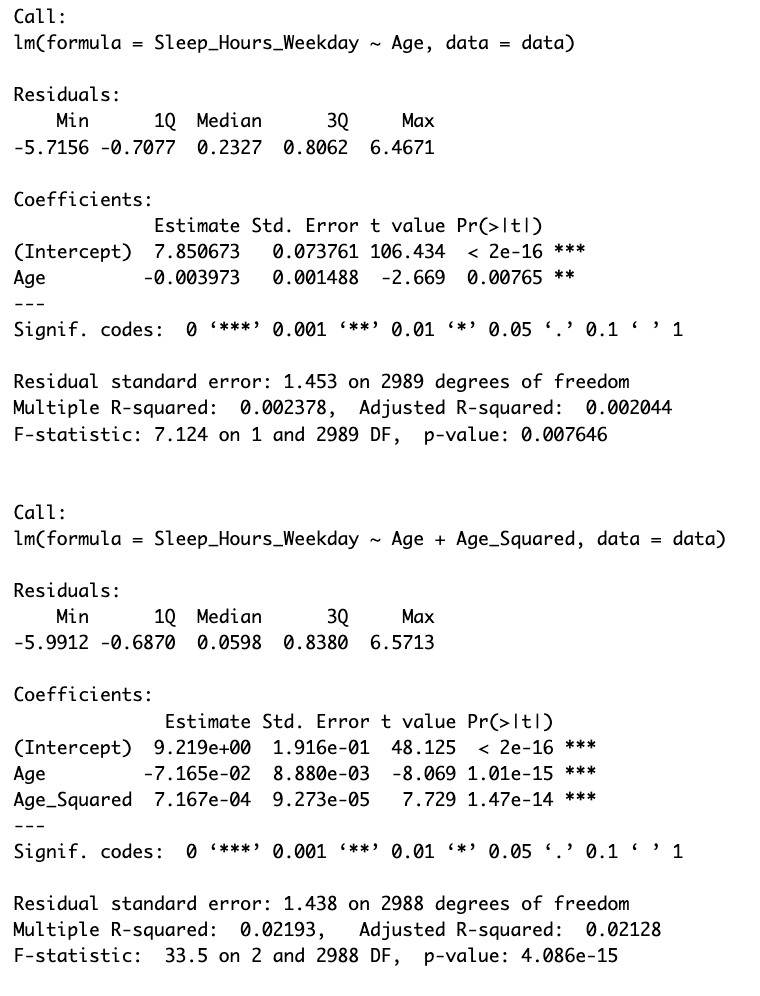 Call:
lm(formula = Sleep_Hours_Weekday ~ Age, data = data)
Residuals:
Min 1Q Median 3Q Max
-5.7156 -0.7077 0.2327 0.8062 6.4671
Coefficients:
Estimate Std. Error t value Pr(>|t|)
(Intercept) 7.850673 0.073761 106.434 < 2e-16 ***
Age -0.003973 0.001488 -2.669 0.00765 **
---
Signif. codes: 0 ‘***’ 0.001 ‘**’ 0.01 ‘*’ 0.05 ‘.’ 0.1 ‘ ’ 1
Residual standard error: 1.453 on 2989 degrees of freedom
Multiple R-squared: 0.002378, Adjusted R-squared: 0.002044
F-statistic: 7.124 on 1 and 2989 DF, p-value: 0.007646
Call:
lm(formula = Sleep_Hours_Weekday ~ Age + Age_Squared, data = data)
Residuals:
Min 1Q Median 3Q Max
-5.9912 -0.6870 0.0598 0.8380 6.5713
Coefficients:
Estimate Std. Error t value Pr(>|t|)
(Intercept) 9.219e+00 1.916e-01 48.125 < 2e-16 ***
Age -7.165e-02 8.880e-03 -8.069 1.01e-15 ***
Age_Squared 7.167e-04 9.273e-05 7.729 1.47e-14 ***
---
Signif. codes: 0 ‘***’ 0.001 ‘**’ 0.01 ‘*’ 0.05 ‘.’ 0.1 ‘ ’ 1
Residual standard error: 1.438 on 2988 degrees of freedom
Multiple R-squared: 0.02193, Adjusted R-squared: 0.02128
F-statistic: 33.5 on 2 and 2988 DF, p-value: 4.086e-15